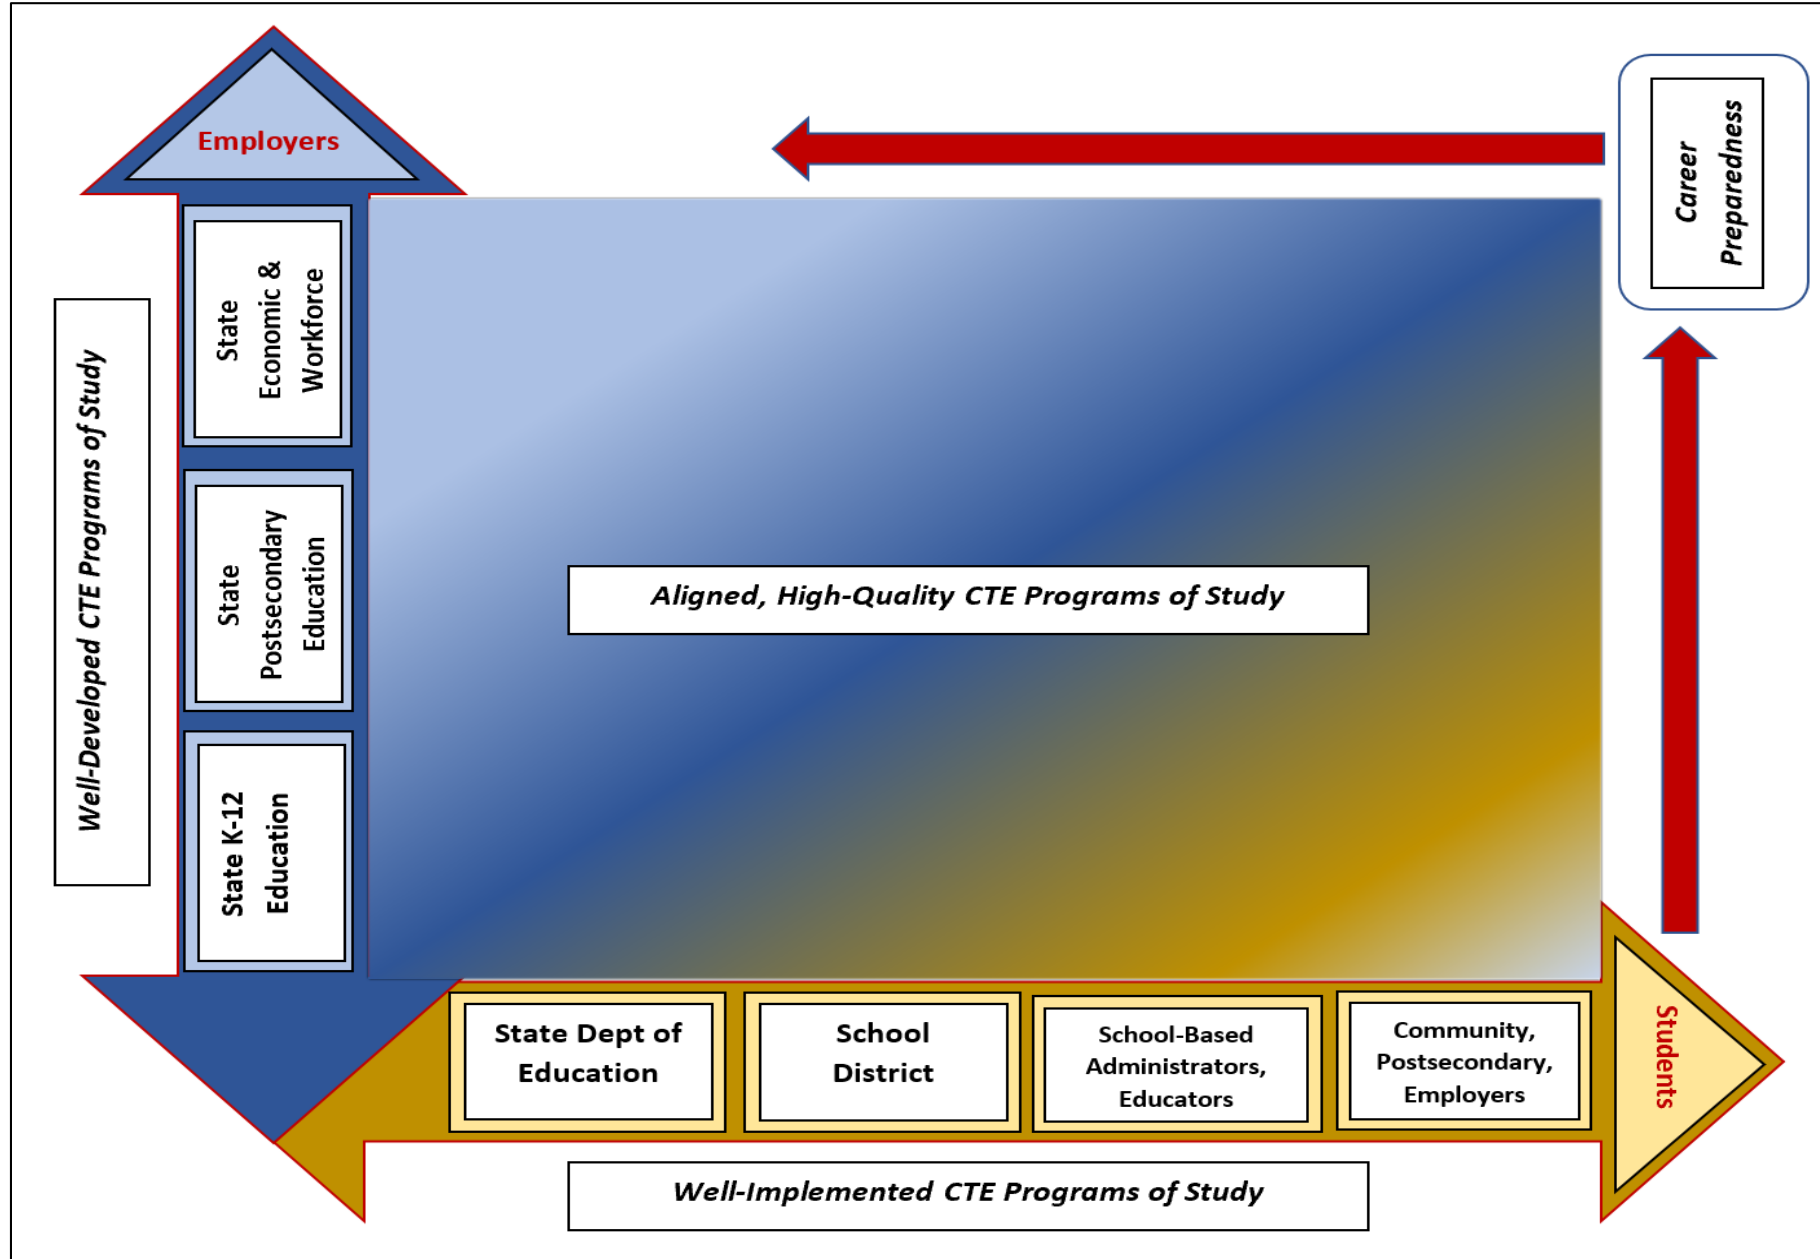 Employers
Career
Preparedness
State
Economic &
Workforce
Well-Developed CTE Programs of Study
State
Postsecondary
Education
Aligned, High-Quality CTE Programs of Study
State K-12
Education
State Dept of
Education
School
District
School-Based
Administrators,
Educators
Community,
Postsecondary,
Employers
Students
Well-Implemented CTE Programs of Study